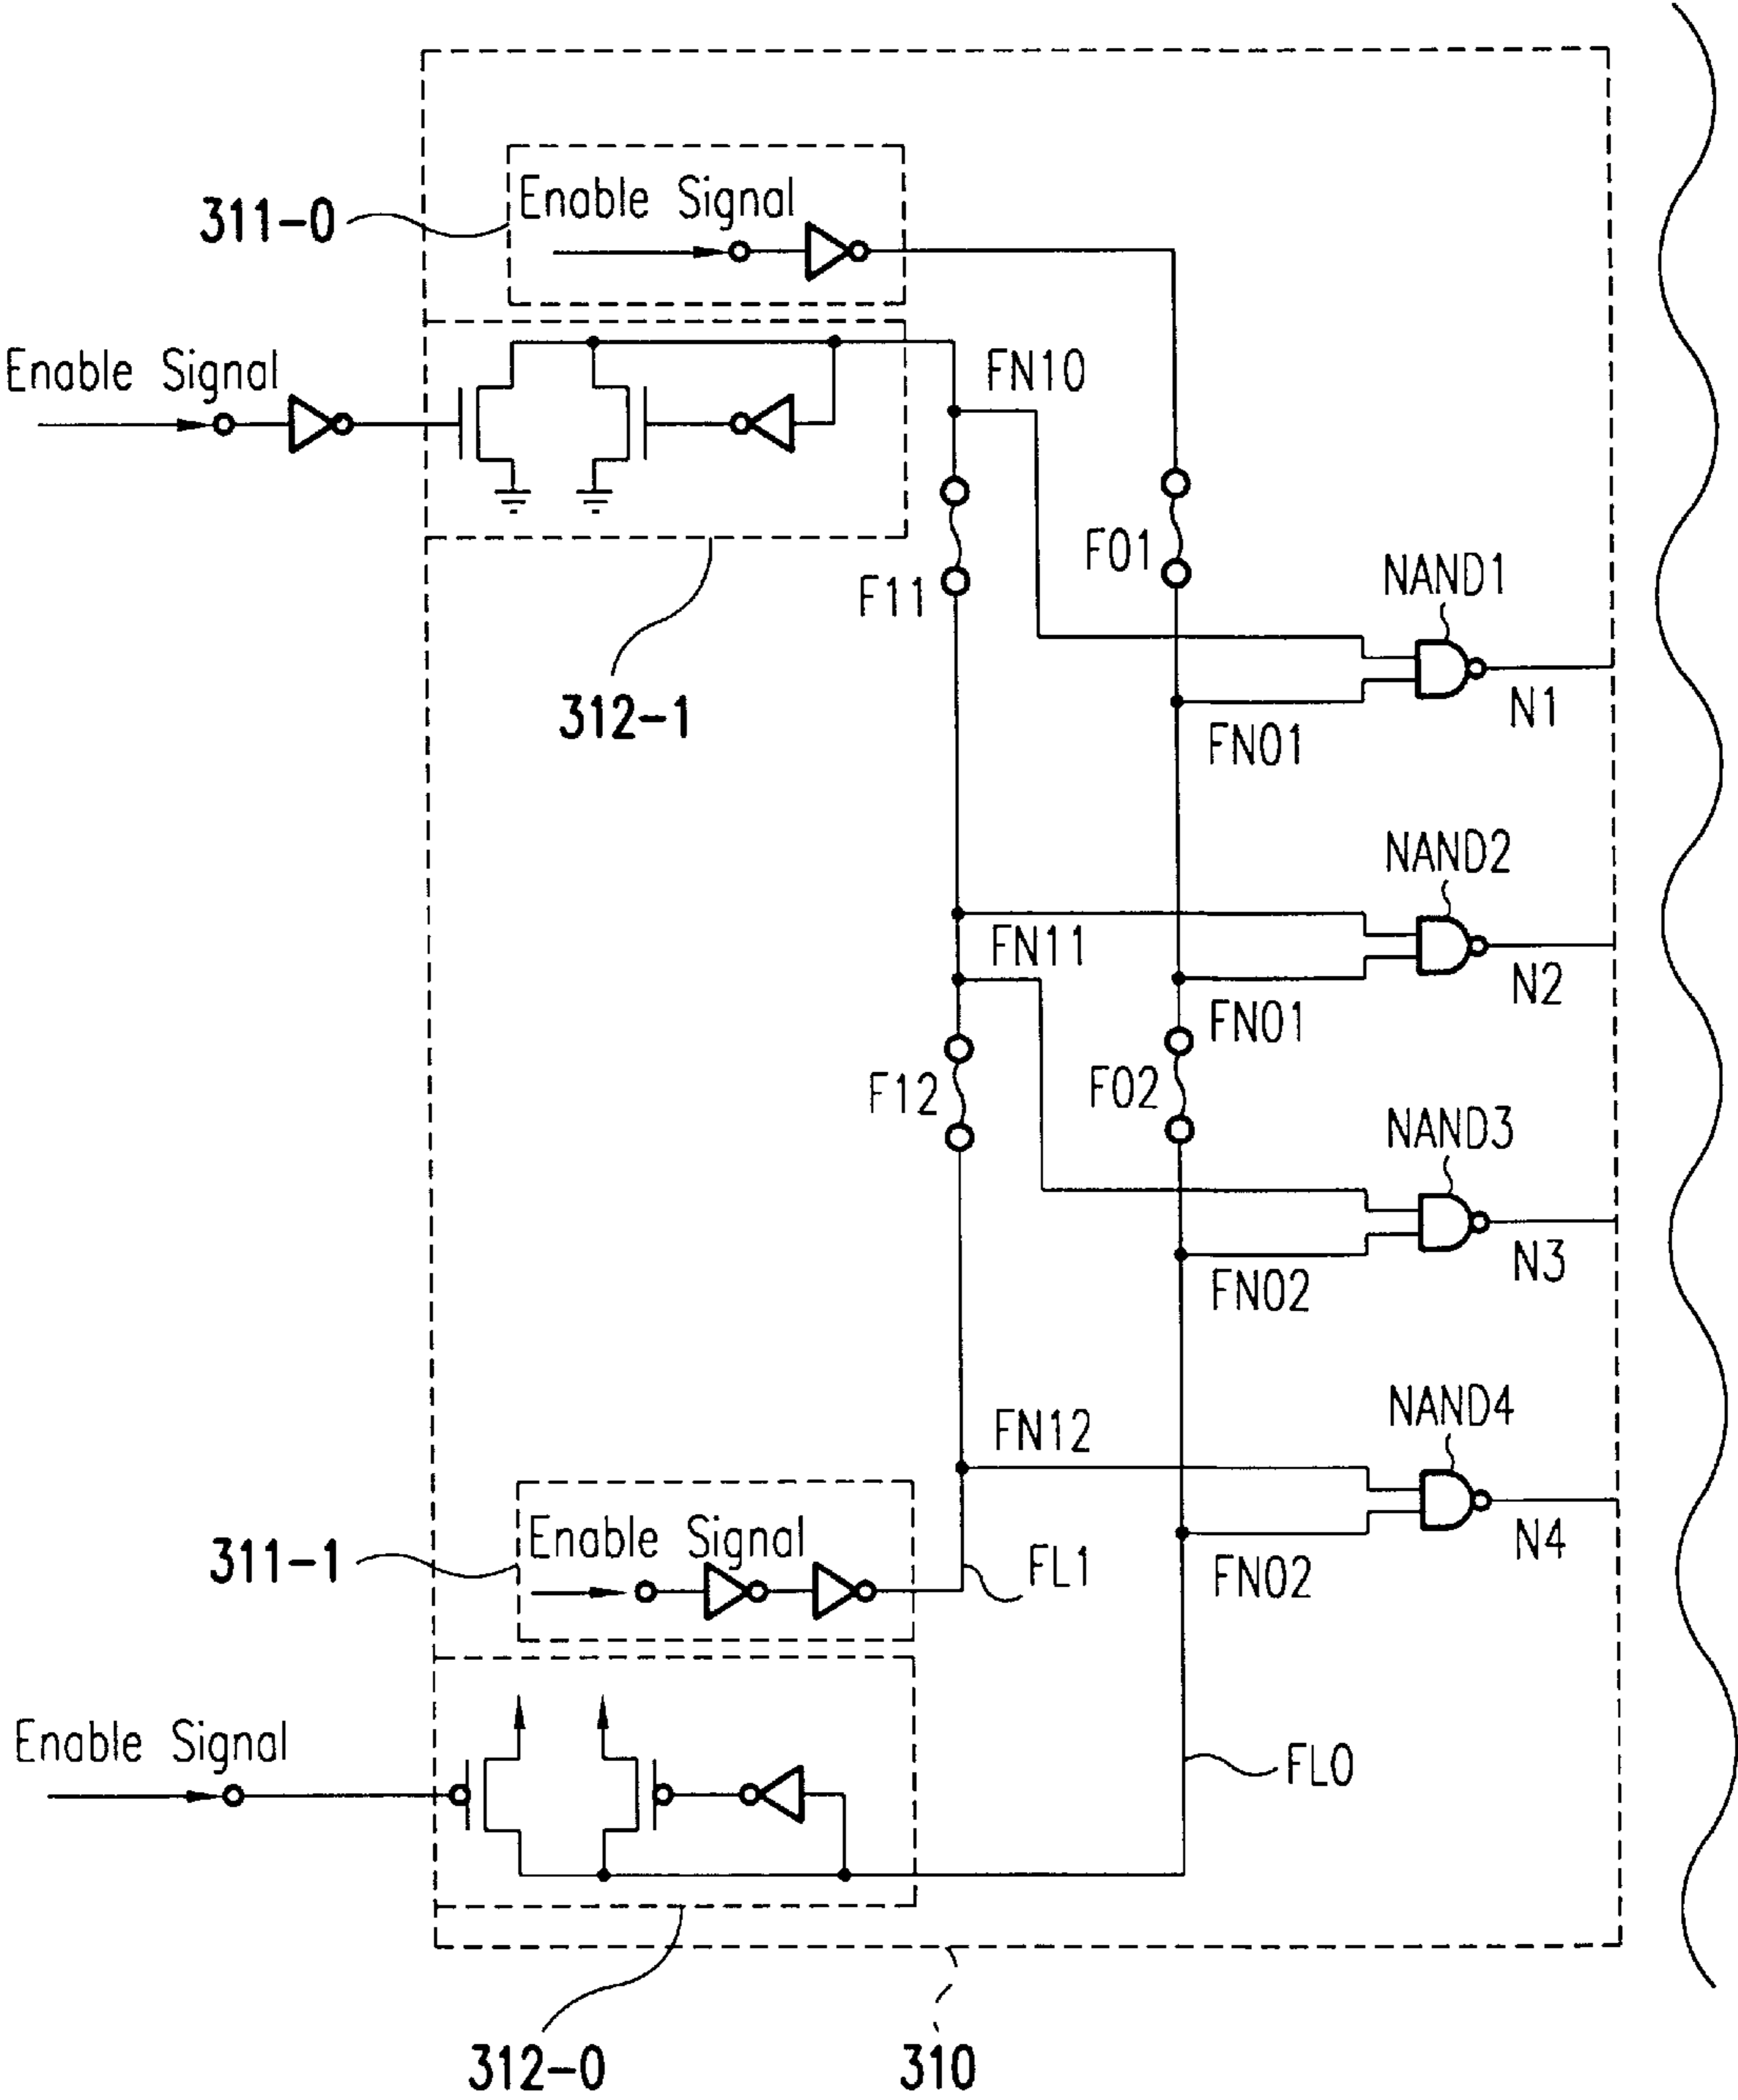 Enable Signal
311-0
Enable Signal
FN10
F01
F11
NAND1
312-1
N1
FN01
NAND2
FN11
N2
FN01
F12
F02
NAND3
N3
FN02
NAND4
FN12
Enable Signal
311-1
FL1
N4
FN02
Enable Signal
FL0
312-0
310